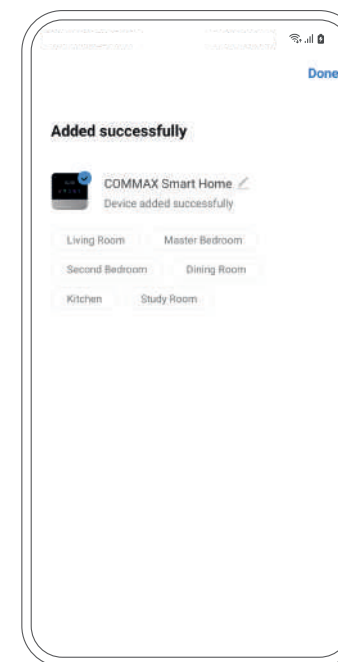 Done
Added successfully
COMMAX Smart Home
Device added successfully
Living Room Master Bedroom
Second Bedroom Dining Room
Kitchen Study Room